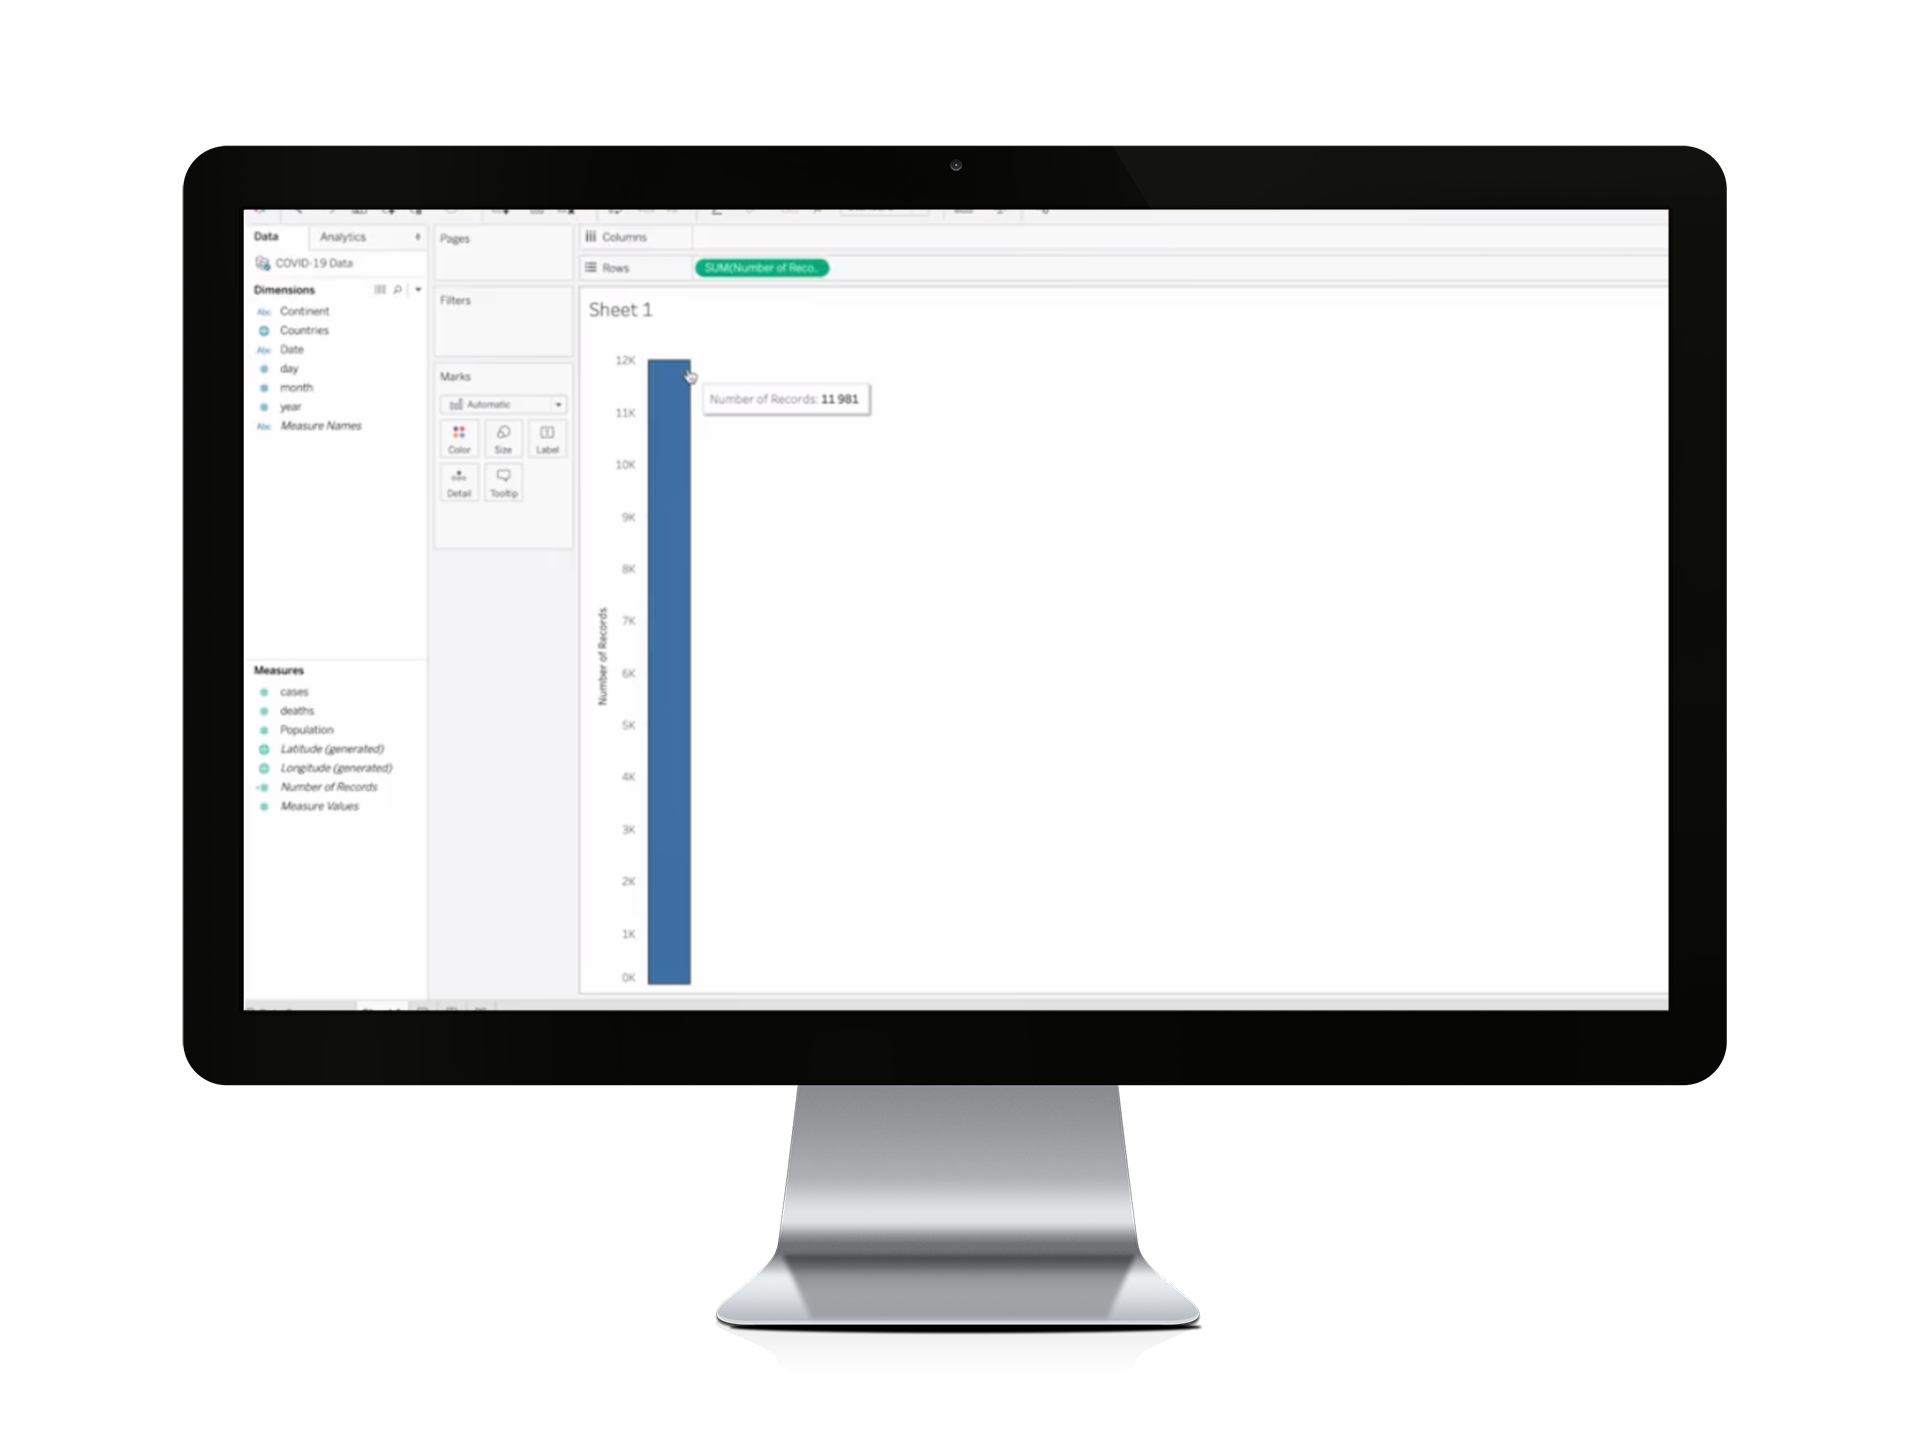 Data
Analytics
COVID-19 Data
Dimensions
Abc Continent
Countries
Abc Date
day
month
year
Abc Measure Names
Measures
cases
deaths
Population
Latitude (generated)
Longitude (generated)
Number of Records
Measure Values
Pages
Filters
Marks
Automatic
Color Size Label
Detail Tooltip
Columns
Rows SUM(Number of Reco..
Sheet 1
Number of Records
12K
11K
10K
9K
8K
7K
6K
5K
4K
3K
2K
1K
0K
Number of Records: 11 981